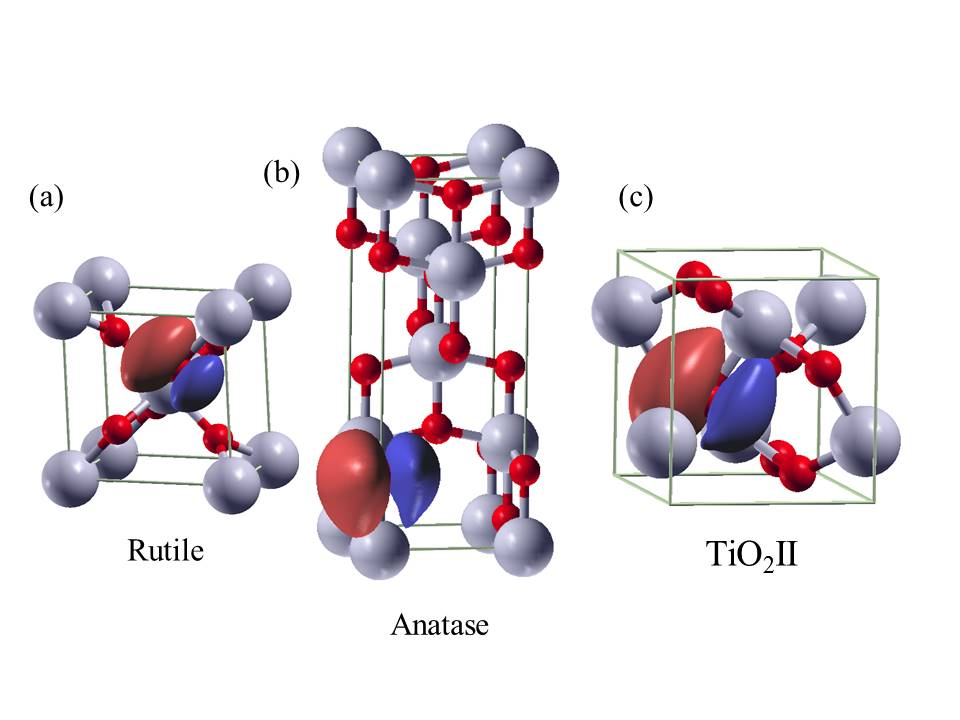 (a)
(b)
(c)
Rutile
Anatase
TiO₂II